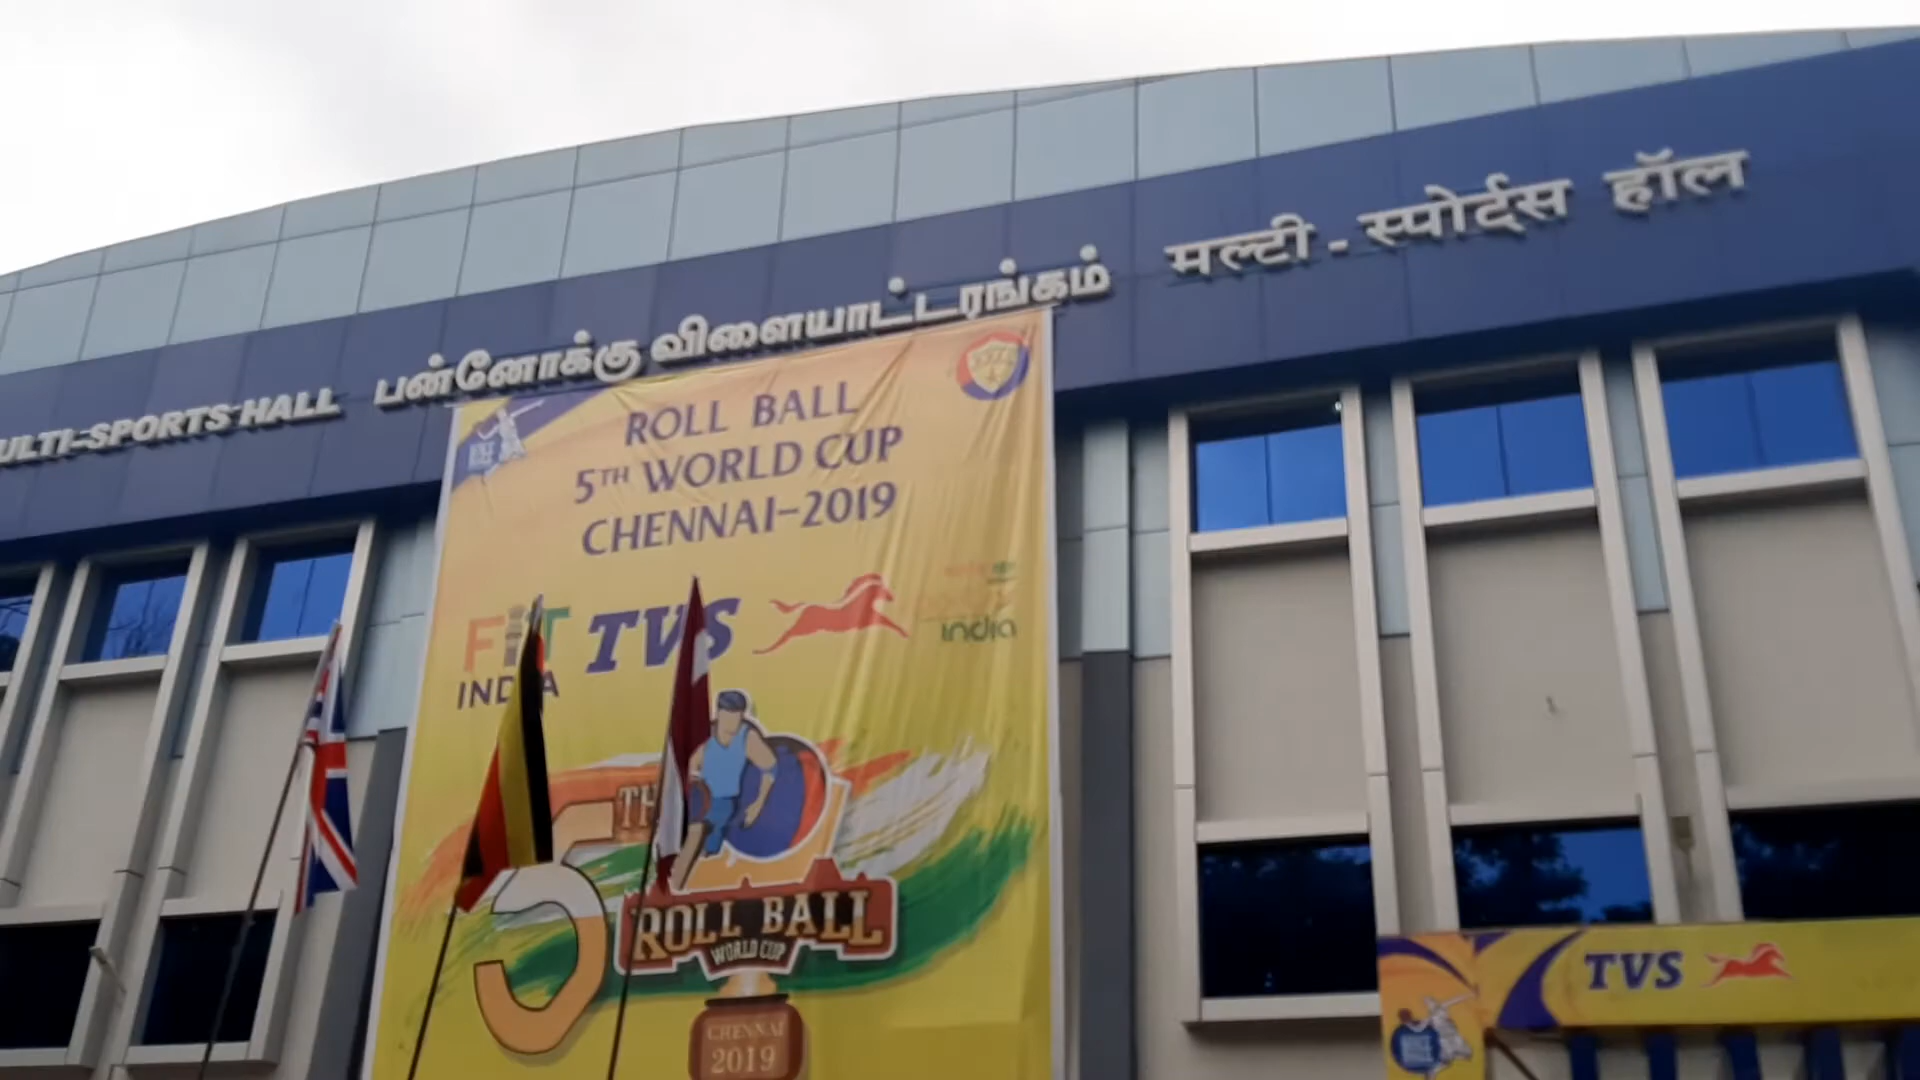 ULTI-SPORTS HALL பன்னோக்கு விளையாட்டரங்கம் मल्टी - स्पोर्ट्स हॉल
ROLL BALL
5TH WORLD CUP
CHENNAI-2019
FIT
INDIA
TVS
india
5TH
ROLL BALL
WORLD CUP
CHENNAI
2019
TVS